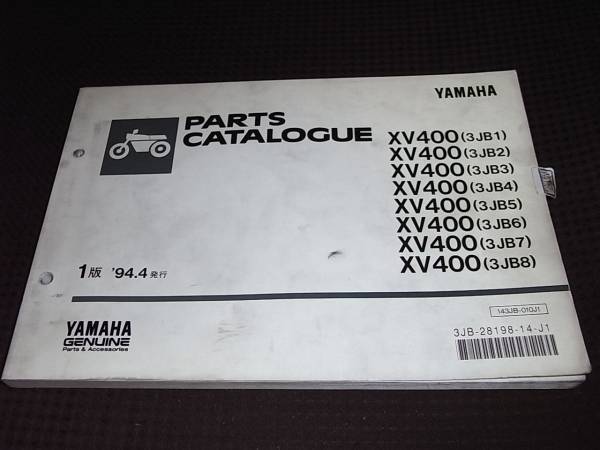 YAMAHA
PARTS
CATALOGUE
XV400(3JB1)
XV400(3JB2)
XV400(3JB3)
XV400(3JB4)
XV400(3JB5)
XV400(3JB6)
XV400(3JB7)
XV400(3JB8)
1版 '94.4発行
143JB-010J1
3JB-28198-14-J1
YAMAHA
GENUINE
Parts & Accessories